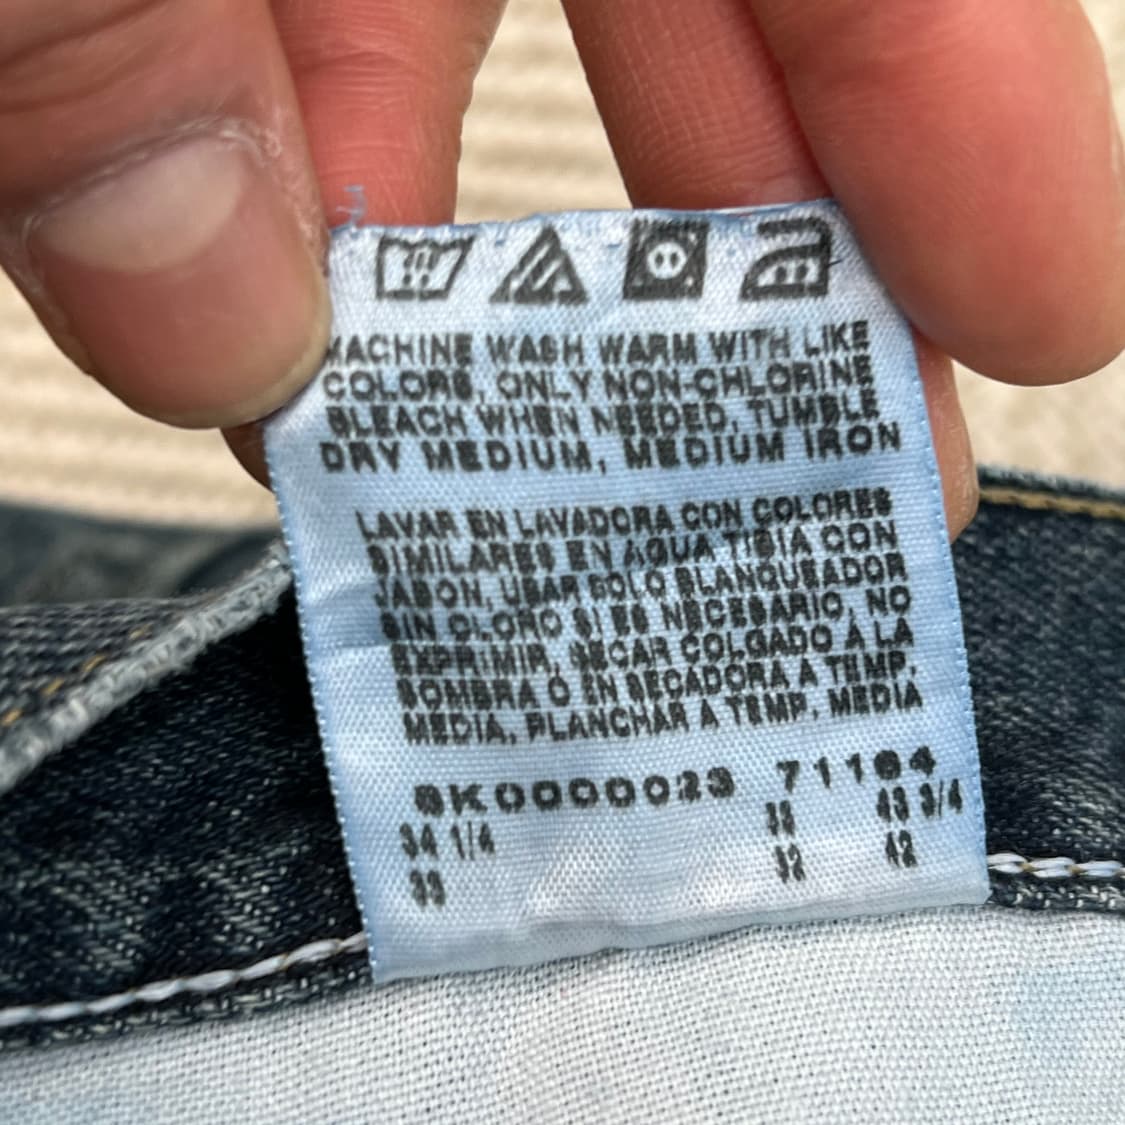 MACHINE WASH WARM WITH LIKE
COLORS, ONLY NON-CHLORINE
BLEACH WHEN NEEDED, TUMBLE
DRY MEDIUM, MEDIUM IRON
LAVAR EN LAVADORA CON COLORES
SIMILARES EN AGUA TIBIA CON
JABON, USAR SOLO BLANQUEADOR
SIN CLORO SI ES NECESARIO, NO
EXPRIMIR, SECAR COLGADO A LA
SOMBRA O EN SECADORA A TEMP.
MEDIA, PLANCHAR A TEMP. MEDIA
34 1/4 43 3/4
33 32 42